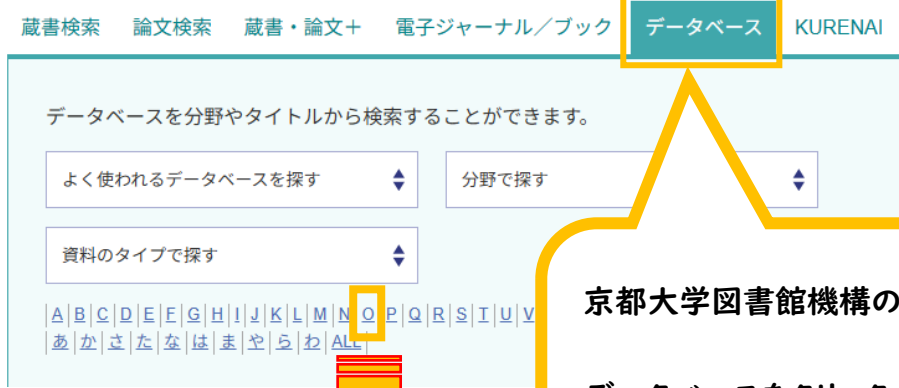 蔵書検索 論文検索 蔵書・論文+ 電子ジャーナル/ブック データベース KURENAI
データベースを分野やタイトルから検索することができます。
よく使われるデータベースを探す 分野で探す
資料のタイプで探す
|A|B|C|D|E|F|G|H|I|J|K|L|M|N|O|P|Q|R|S|T|U|V
|あ|か|さ|た|な|は|ま|や|ら|わ|ALL|
京都大学図書館機構の